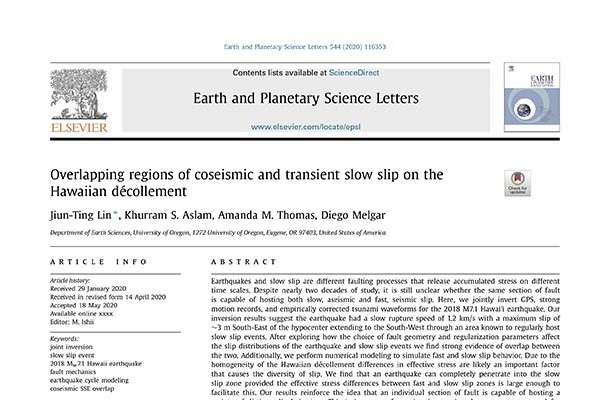 Earth and Planetary Science Letters 544 (2020) 116353
Contents lists available at ScienceDirect
Earth and Planetary Science Letters
www.elsevier.com/locate/epsl
ELSEVIER
EARTH
Overlapping regions of coseismic and transient slow slip on the
Hawaiian décollement
Check for
updates
Jiun-Ting Lin *, Khurram S. Aslam, Amanda M. Thomas, Diego Melgar
Department of Earth Sciences, University of Oregon, 1272 University of Oregon, Eugene, OR 97403, United States of America
ARTICLE INFO
Article history:
Received 29 January 2020
Received in revised form 14 April 2020
Accepted 18 May 2020
Available online xxxx
Editor: M. Ishii
Keywords:
joint inversion
slow slip event
2018 Mw7.1 Hawaii earthquake
fault mechanics
earthquake cycle modeling
coseismic SSE overlap
ABSTRACT
Earthquakes and slow slip are different faulting processes that release accumulated stress on different
time scales. Despite nearly two decades of study, it is still unclear whether the same section of fault
is capable of hosting both slow, aseismic and fast, seismic slip. Here, we jointly invert GPS, strong
motion records, and empirically corrected tsunami waveforms for the 2018 M7.1 Hawai'i earthquake. Our
inversion results suggest the earthquake had a slow rupture speed of 1.2 km/s with a maximum slip of
~3 m South-East of the hypocenter extending to the South-West through an area known to regularly host
slow slip events. After exploring how the choice of fault geometry and regularization parameters affect
the slip distributions of the earthquake and slow slip events we find strong evidence of overlap between
the two. Additionally, we perform numerical modeling to simulate fast and slow slip behavior. Due to the
homogeneity of the Hawaiian décollement differences in effective stress are likely an important factor
that causes the diversity of slip. We find that an earthquake can completely penetrate into the slow
slip zone provided the effective stress differences between fast and slow slip zones is large enough to
facilitate this. Our results reinforce the idea that an individual section of fault is capable of hosting a